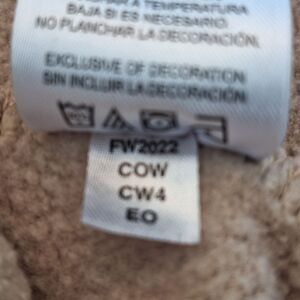 A TEMPERATURA
BAJA SI ES NECESARIO.
NO PLANCHAR LA DECORACIÓN.
EXCLUSIVE OF DECORATION
SIN INCLUIR LA DECORACIÓN.
FW2022
COW
CW4
EO